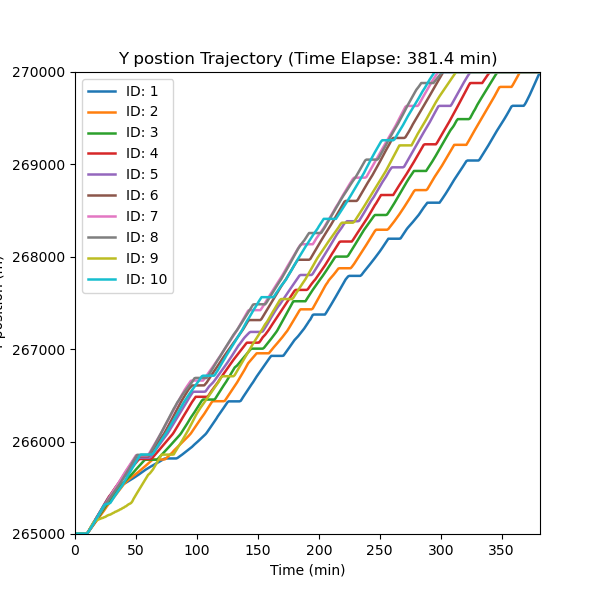 Y postion Trajectory (Time Elapse: 381.4 min)
270000
269000
268000
267000
266000
265000
ID: 1
ID: 2
ID: 3
ID: 4
ID: 5
ID: 6
ID: 7
ID: 8
ID: 9
ID: 10
0 50 100 150 200 250 300 350
Time (min)